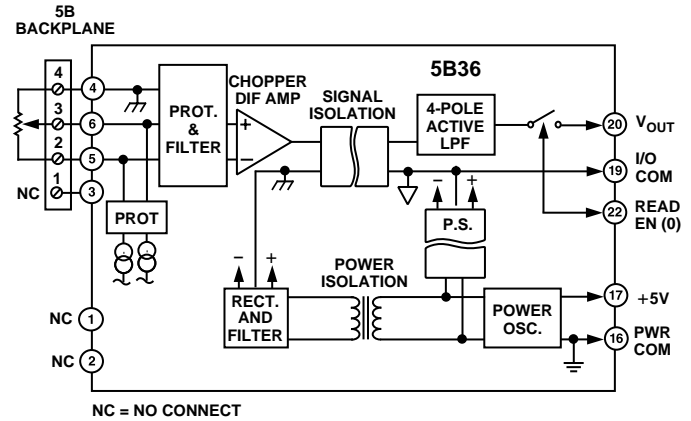 5B
BACKPLANE
4
3
2
1
NC
4
6
5
3
PROT.
&
FILTER
CHOPPER
DIF AMP
+
–
SIGNAL
ISOLATION
5B36
4-POLE
ACTIVE
LPF
20
VOUT
19
I/O
COM
22
READ
EN (0)
PROT
– +
P.S.
– +
RECT.
AND
FILTER
POWER
ISOLATION
POWER
OSC.
17
+5V
16
PWR
COM
NC 1
NC 2
NC = NO CONNECT